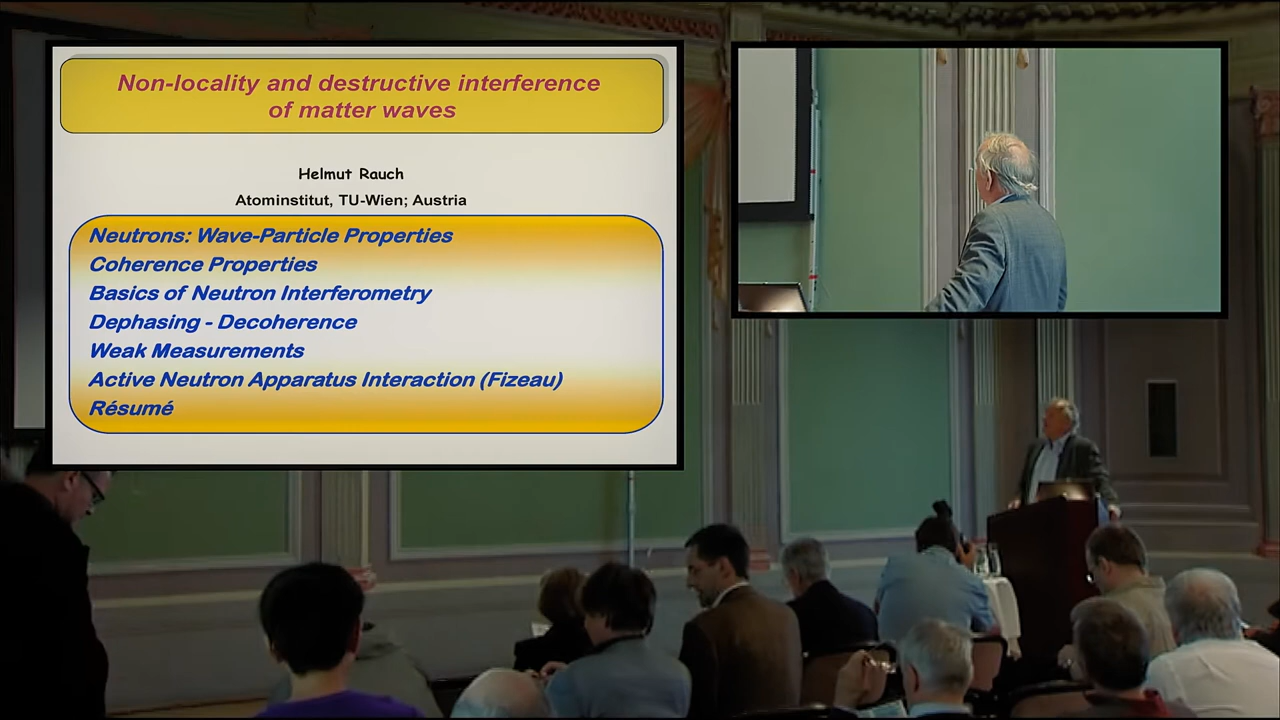 Non-locality and destructive interference
of matter waves
Helmut Rauch
Atominstitut, TU-Wien; Austria
Neutrons: Wave-Particle Properties
Coherence Properties
Basics of Neutron Interferometry
Dephasing - Decoherence
Weak Measurements
Active Neutron Apparatus Interaction (Fizeau)
Résumé